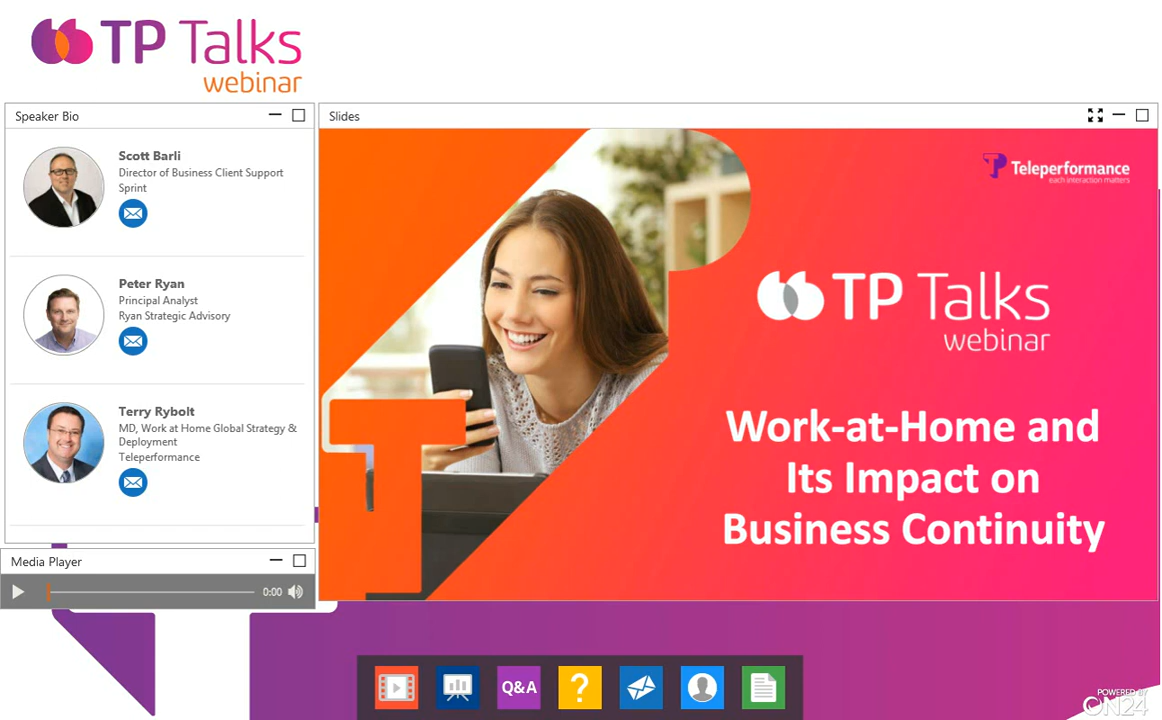 TP Talks
webinar
Speaker Bio
Scott Barli
Director of Business Client Support
Sprint
Peter Ryan
Principal Analyst
Ryan Strategic Advisory
Terry Rybolt
MD, Work at Home Global Strategy &
Deployment
Teleperformance
Media Player
0:00
Slides
Teleperformance
each interaction matters
TP Talks
webinar
Work-at-Home and
Its Impact on
Business Continuity
Q&A
?
POWERED BY
ON24